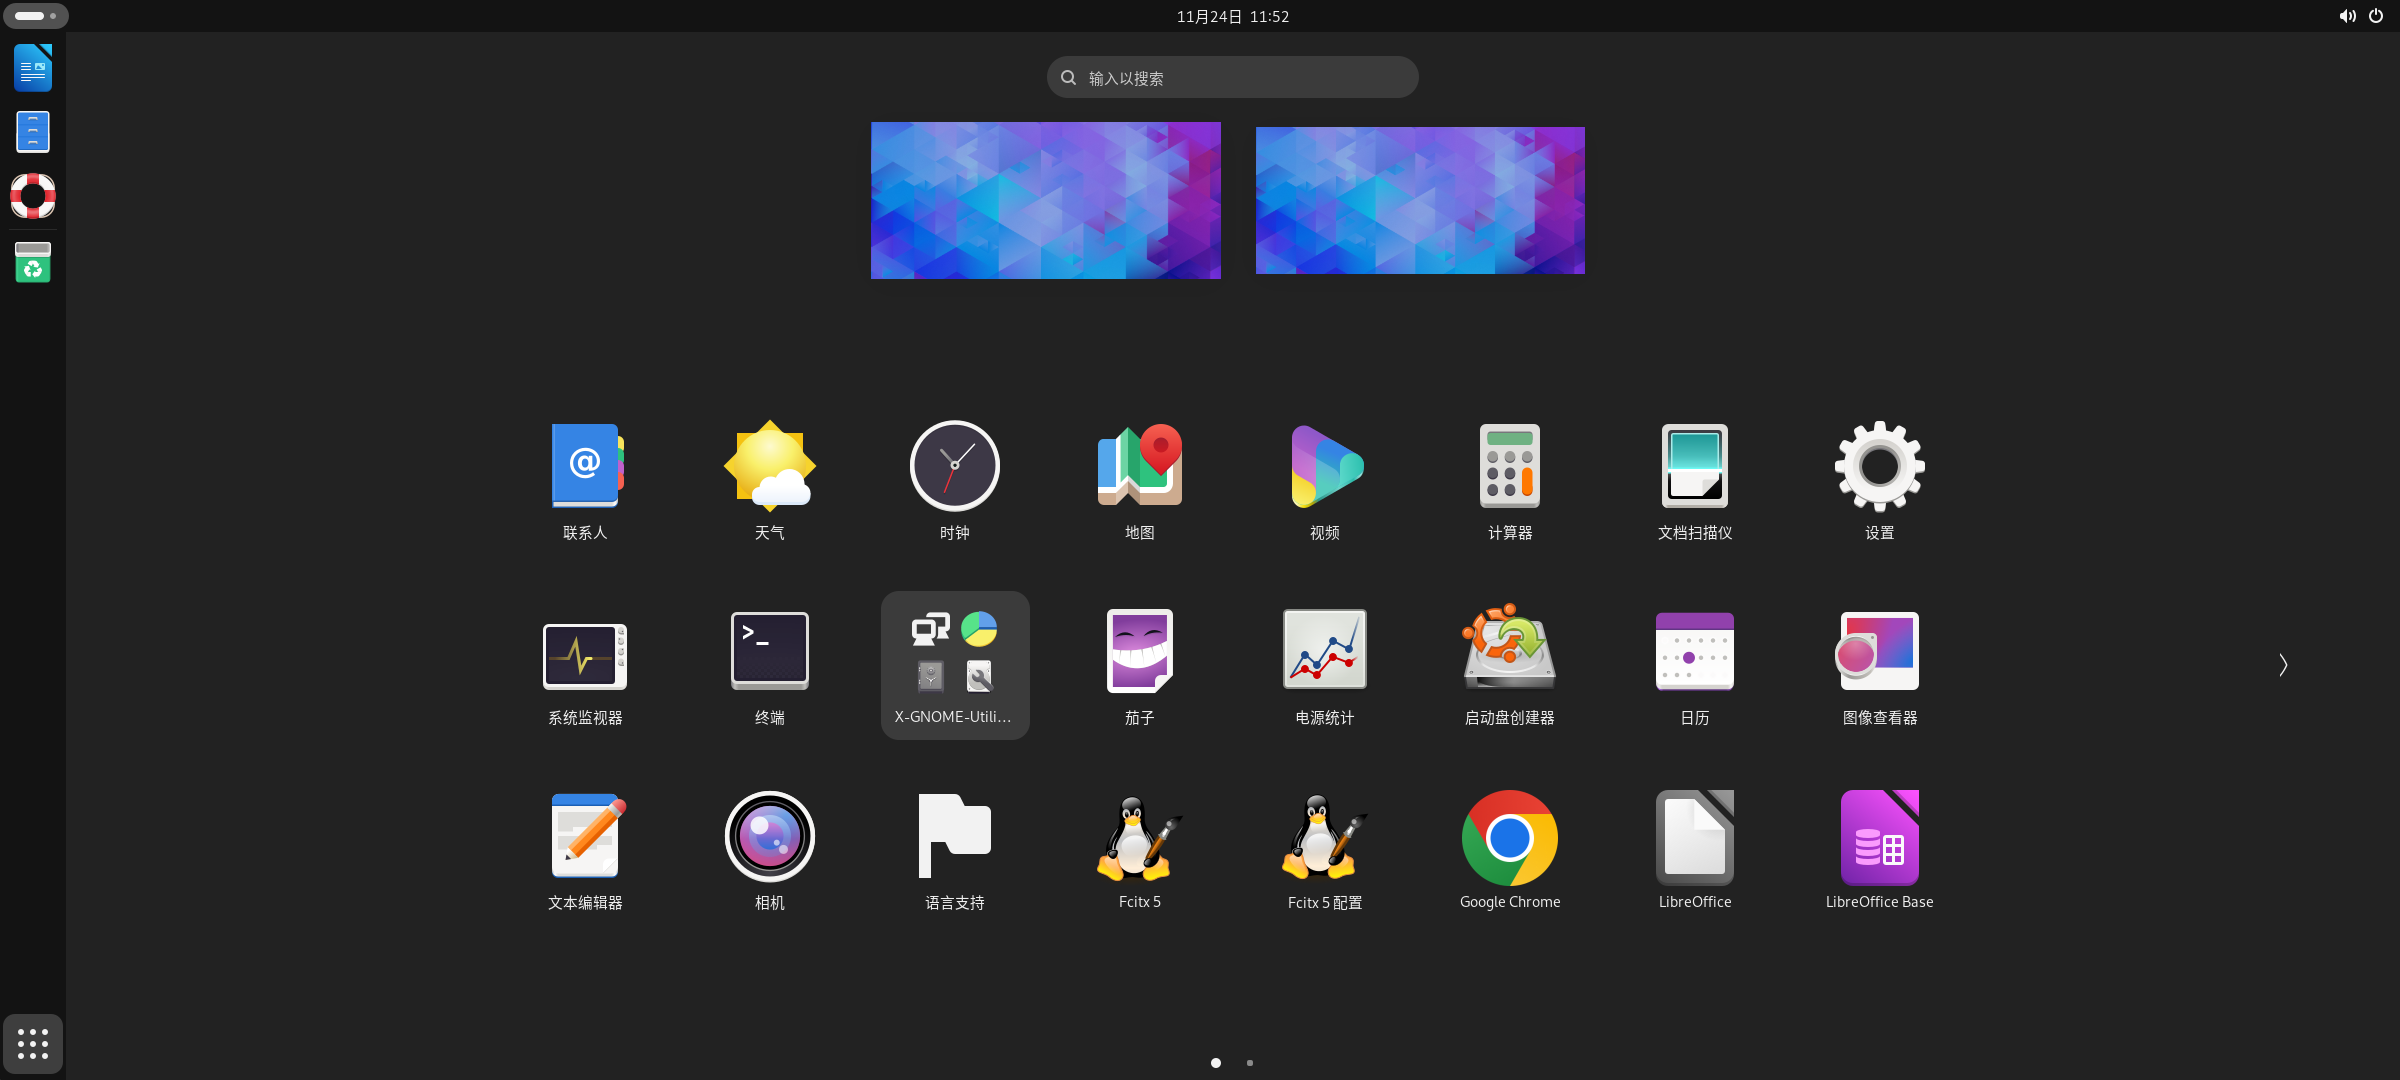 11月24日 11:52
输入以搜索
联系人
天气
时钟
地图
视频
计算器
文档扫描仪
设置
系统监视器
终端
X-GNOME-Utili...
茄子
电源统计
启动盘创建器
日历
图像查看器
文本编辑器
相机
语言支持
Fcitx 5
Fcitx 5 配置
Google Chrome
LibreOffice
LibreOffice Base